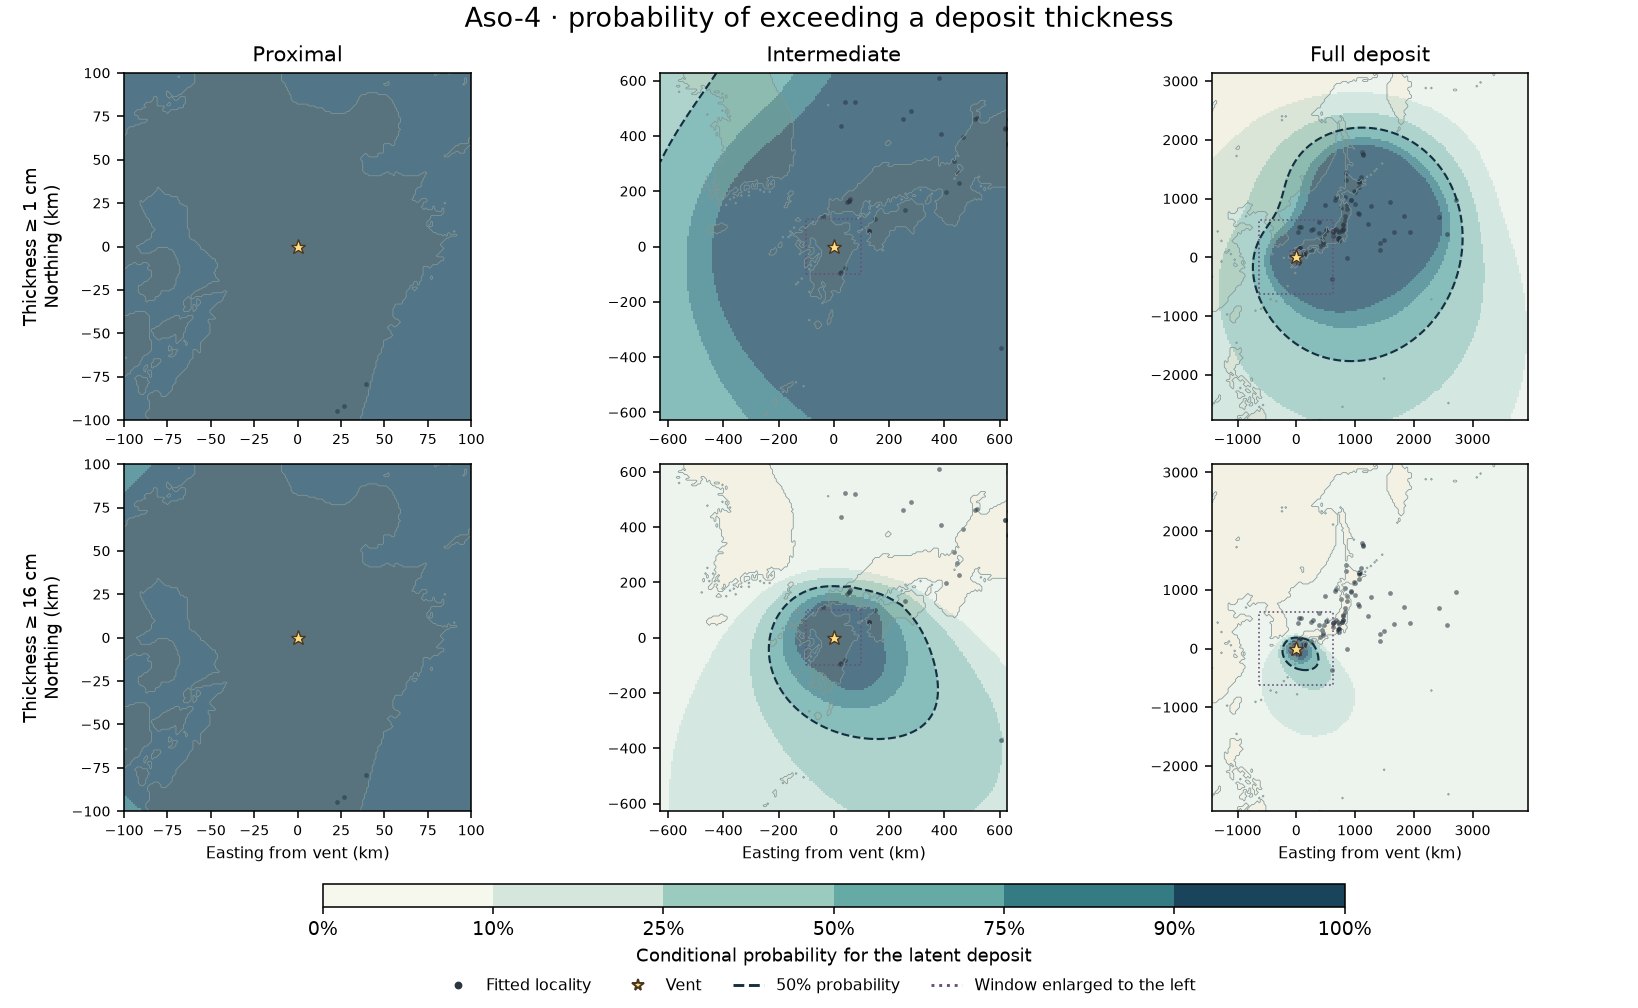 Aso-4 · probability of exceeding a deposit thickness
Proximal
Intermediate
Full deposit
Thickness ≥ 1 cm
Northing (km)
100
75
50
25
0
−25
−50
−75
−100
−100 −75 −50 −25 0 25 50 75 100
600
400
200
0
−200
−400
−600
−600 −400 −200 0 200 400 600
3000
2000
1000
0
−1000
−2000
−1000 0 1000 2000 3000
Thickness ≥ 16 cm
Northing (km)
100
75
50
25
0
−25
−50
−75
−100
−100 −75 −50 −25 0 25 50 75 100
Easting from vent (km)
600
400
200
0
−200
−400
−600
−600 −400 −200 0 200 400 600
Easting from vent (km)
3000
2000
1000
0
−1000
−2000
−1000 0 1000 2000 3000
Easting from vent (km)
0% 10% 25% 50% 75% 90% 100%
Conditional probability for the latent deposit
Fitted locality Vent 50% probability Window enlarged to the left